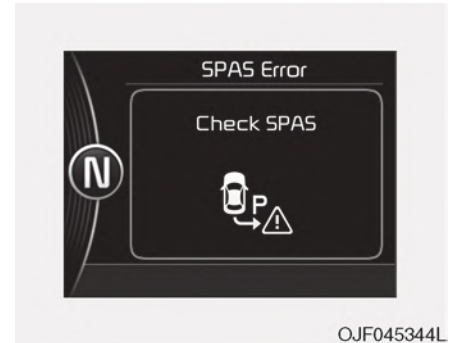 SPAS Error
Check SPAS
N
P
OJF045344L